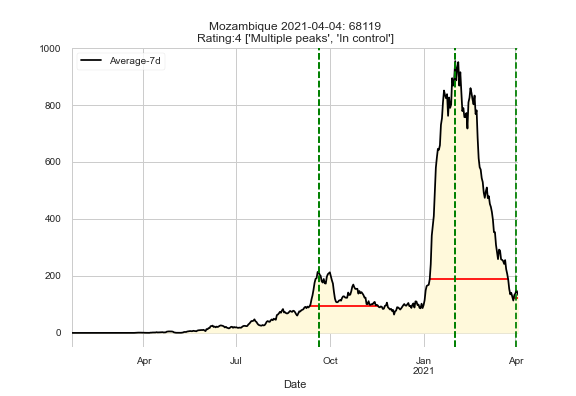 Mozambique 2021-04-04: 68119
Rating:4 ['Multiple peaks', 'In control']
1000
Average-7d
800
600
400
200
0
Apr Jul Oct Jan Apr
2021
Date